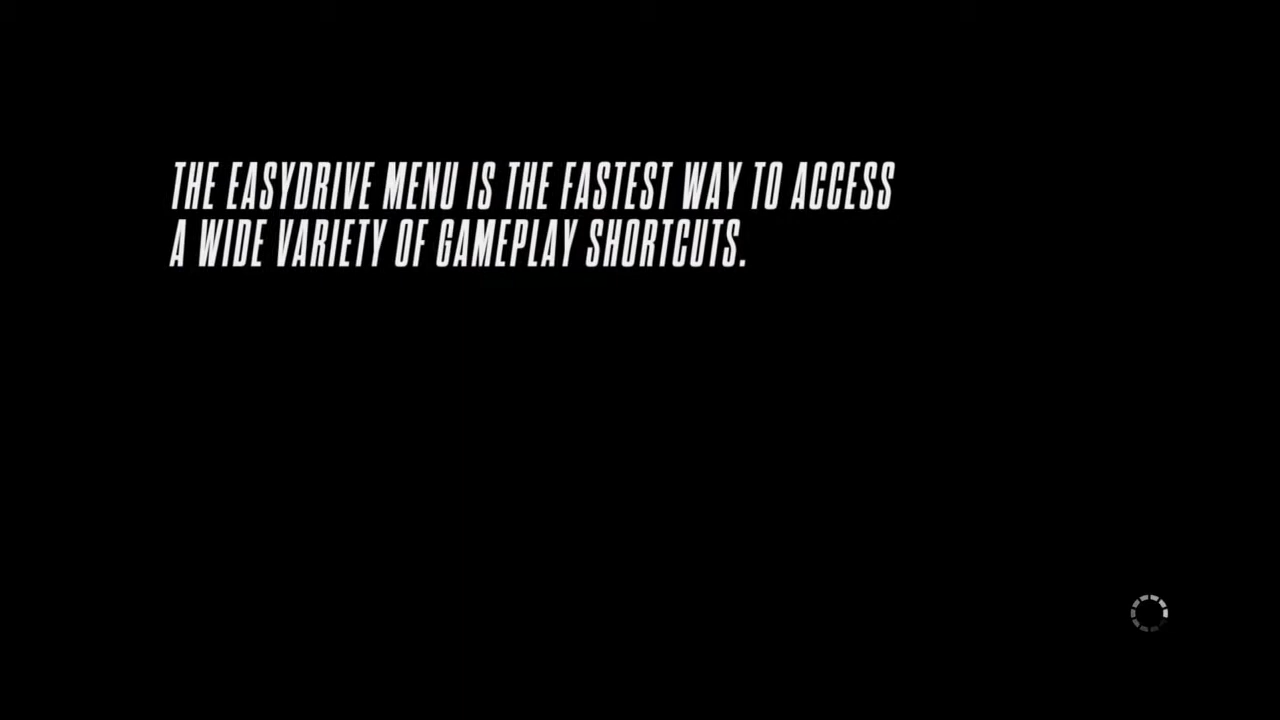 THE EASYDRIVE MENU IS THE FASTEST WAY TO ACCESS
A WIDE VARIETY OF GAMEPLAY SHORTCUTS.